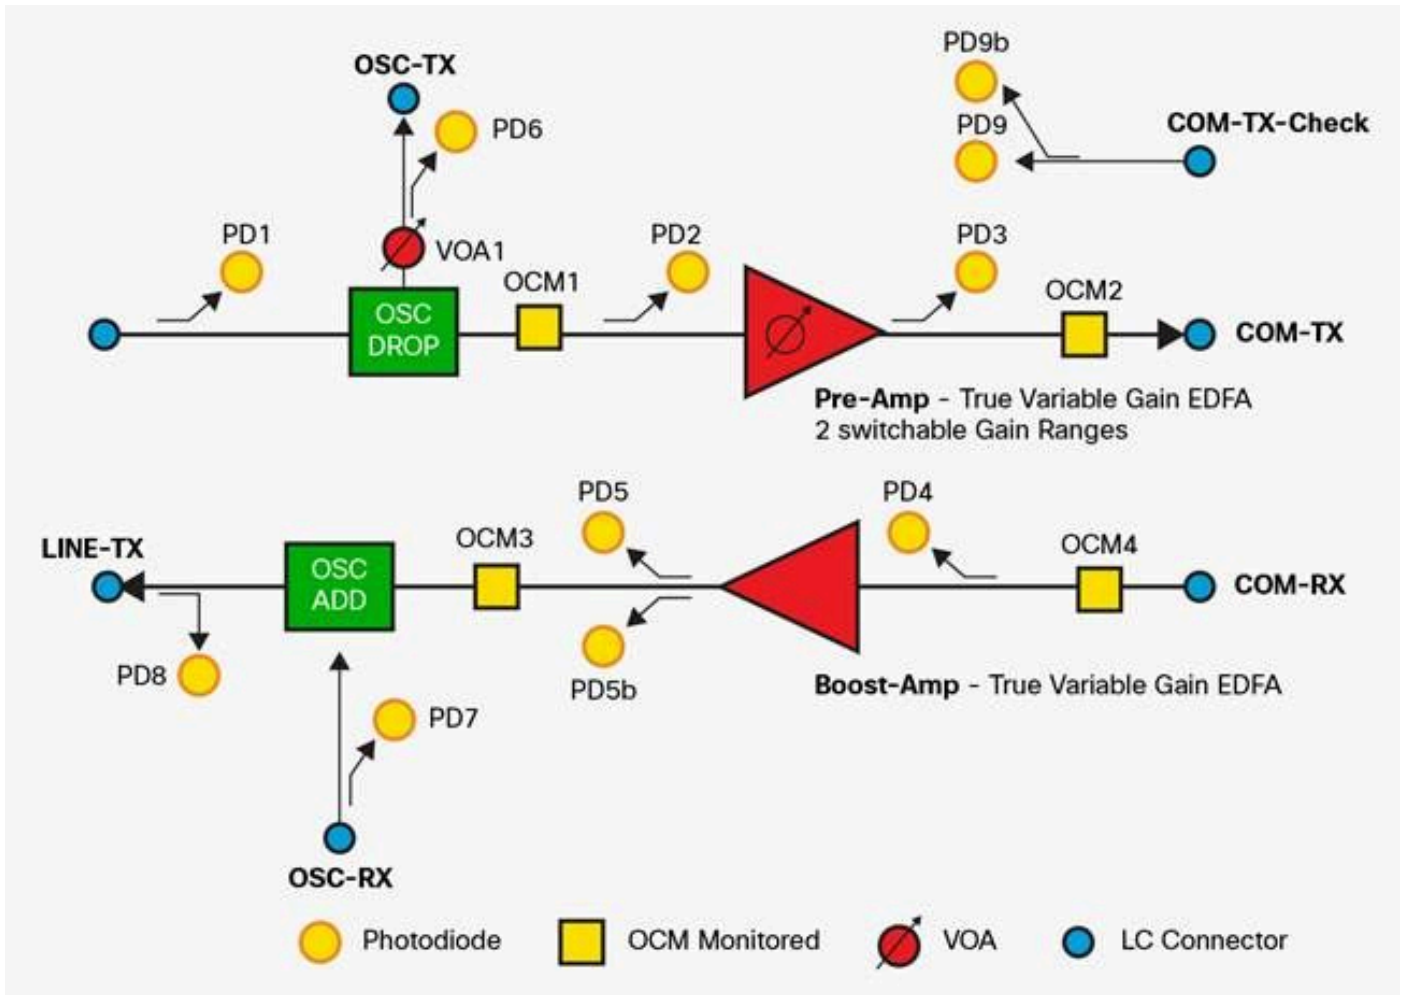 PD9b
OSC-TX
PD6
PD9
COM-TX-Check
PD1
VOA1
PD2
PD3
OCM1
OCM2
OSC
DROP
COM-TX
Pre-Amp - True Variable Gain EDFA
2 switchable Gain Ranges
PD5
PD4
LINE-TX
OCM3
OCM4
OSC
ADD
COM-RX
PD8
PD5b
Boost-Amp - True Variable Gain EDFA
PD7
OSC-RX
Photodiode
OCM Monitored
VOA
LC Connector